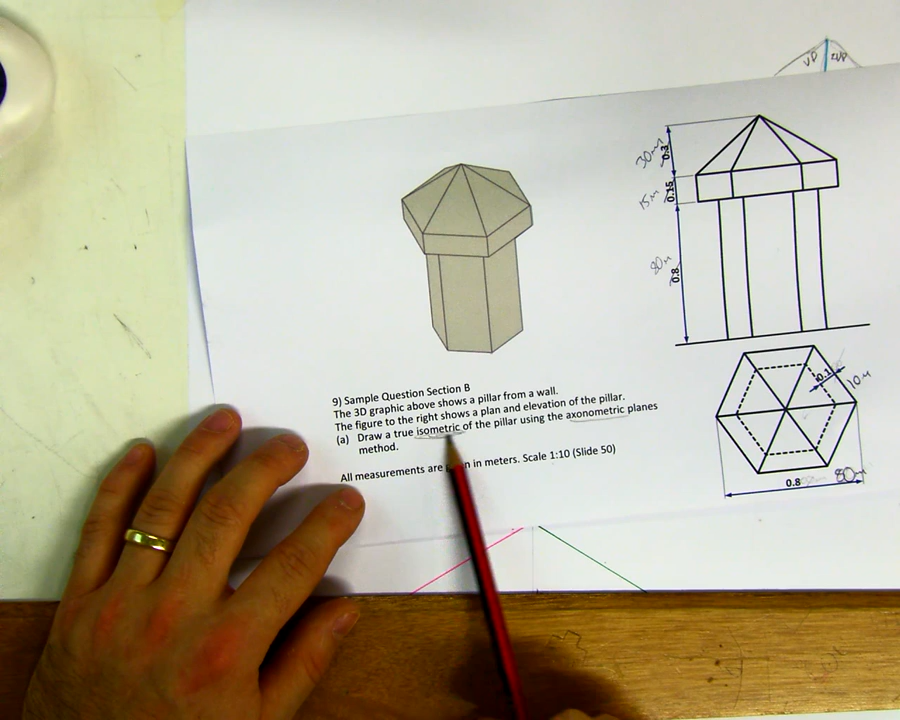 VP
2VP
30m
0.3
15m
0.15
80m
0.8
0.1
10m
0.8
80m
9) Sample Question Section B
The 3D graphic above shows a pillar from a wall.
The figure to the right shows a plan and elevation of the pillar.
(a) Draw a true isometric of the pillar using the axonometric planes
method.
All measurements are in meters. Scale 1:10 (Slide 50)